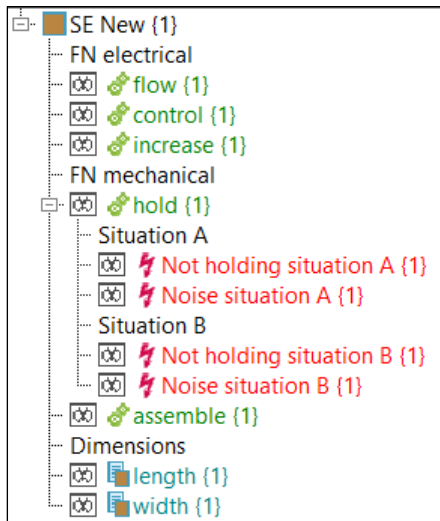 SE New {1}
FN electrical
flow {1}
control {1}
increase {1}
FN mechanical
hold {1}
Situation A
Not holding situation A {1}
Noise situation A {1}
Situation B
Not holding situation B {1}
Noise situation B {1}
assemble {1}
Dimensions
length {1}
width {1}